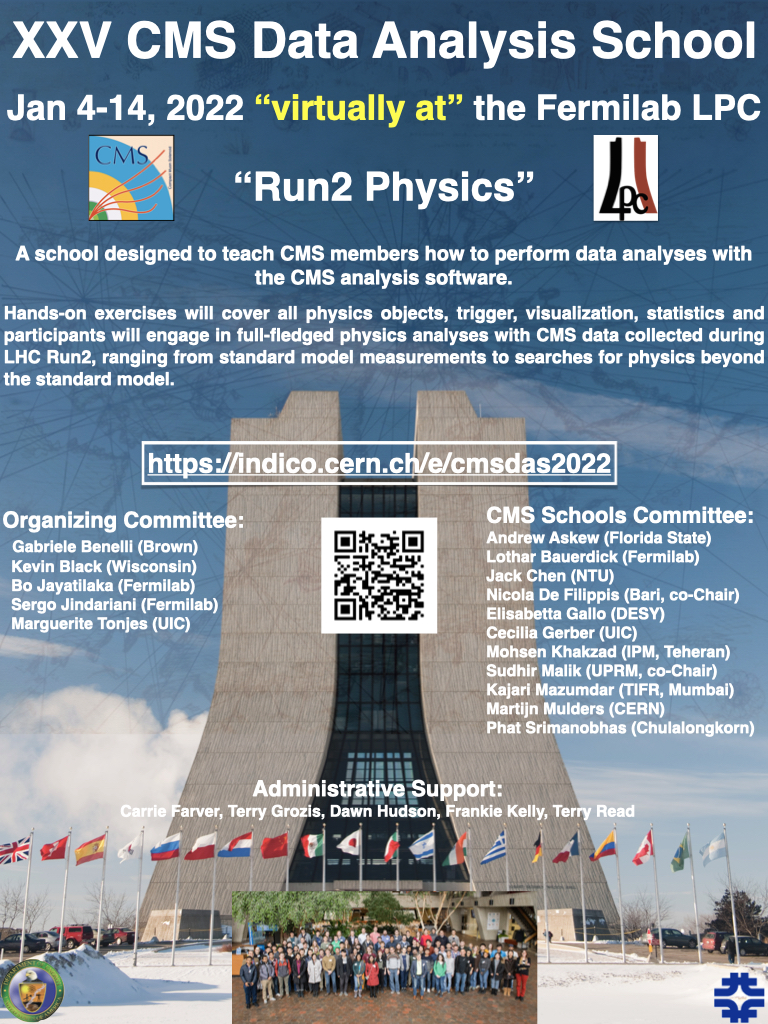 XXV CMS Data Analysis School
Jan 4-14, 2022 “virtually at” the Fermilab LPC
CMS
“Run2 Physics”
LPC
A school designed to teach CMS members how to perform data analyses with
the CMS analysis software.
Hands-on exercises will cover all physics objects, trigger, visualization, statistics and
participants will engage in full-fledged physics analyses with CMS data collected during
LHC Run2, ranging from standard model measurements to searches for physics beyond
the standard model.
https://indico.cern.ch/e/cmsdas2022
Organizing Committee:
Gabriele Benelli (Brown)
Kevin Black (Wisconsin)
Bo Jayatilaka (Fermilab)
Sergo Jindariani (Fermilab)
Marguerite Tonjes (UIC)
CMS Schools Committee:
Andrew Askew (Florida State)
Lothar Bauerdick (Fermilab)
Jack Chen (NTU)
Nicola De Filippis (Bari, co-Chair)
Elisabetta Gallo (DESY)
Cecilia Gerber (UIC)
Mohsen Khakzad (IPM, Teheran)
Sudhir Malik (UPRM, co-Chair)
Kajari Mazumdar (TIFR, Mumbai)
Martijn Mulders (CERN)
Phat Srimanobhas (Chulalongkorn)
Administrative Support:
Carrie Farver, Terry Grozis, Dawn Hudson, Frankie Kelly, Terry Read